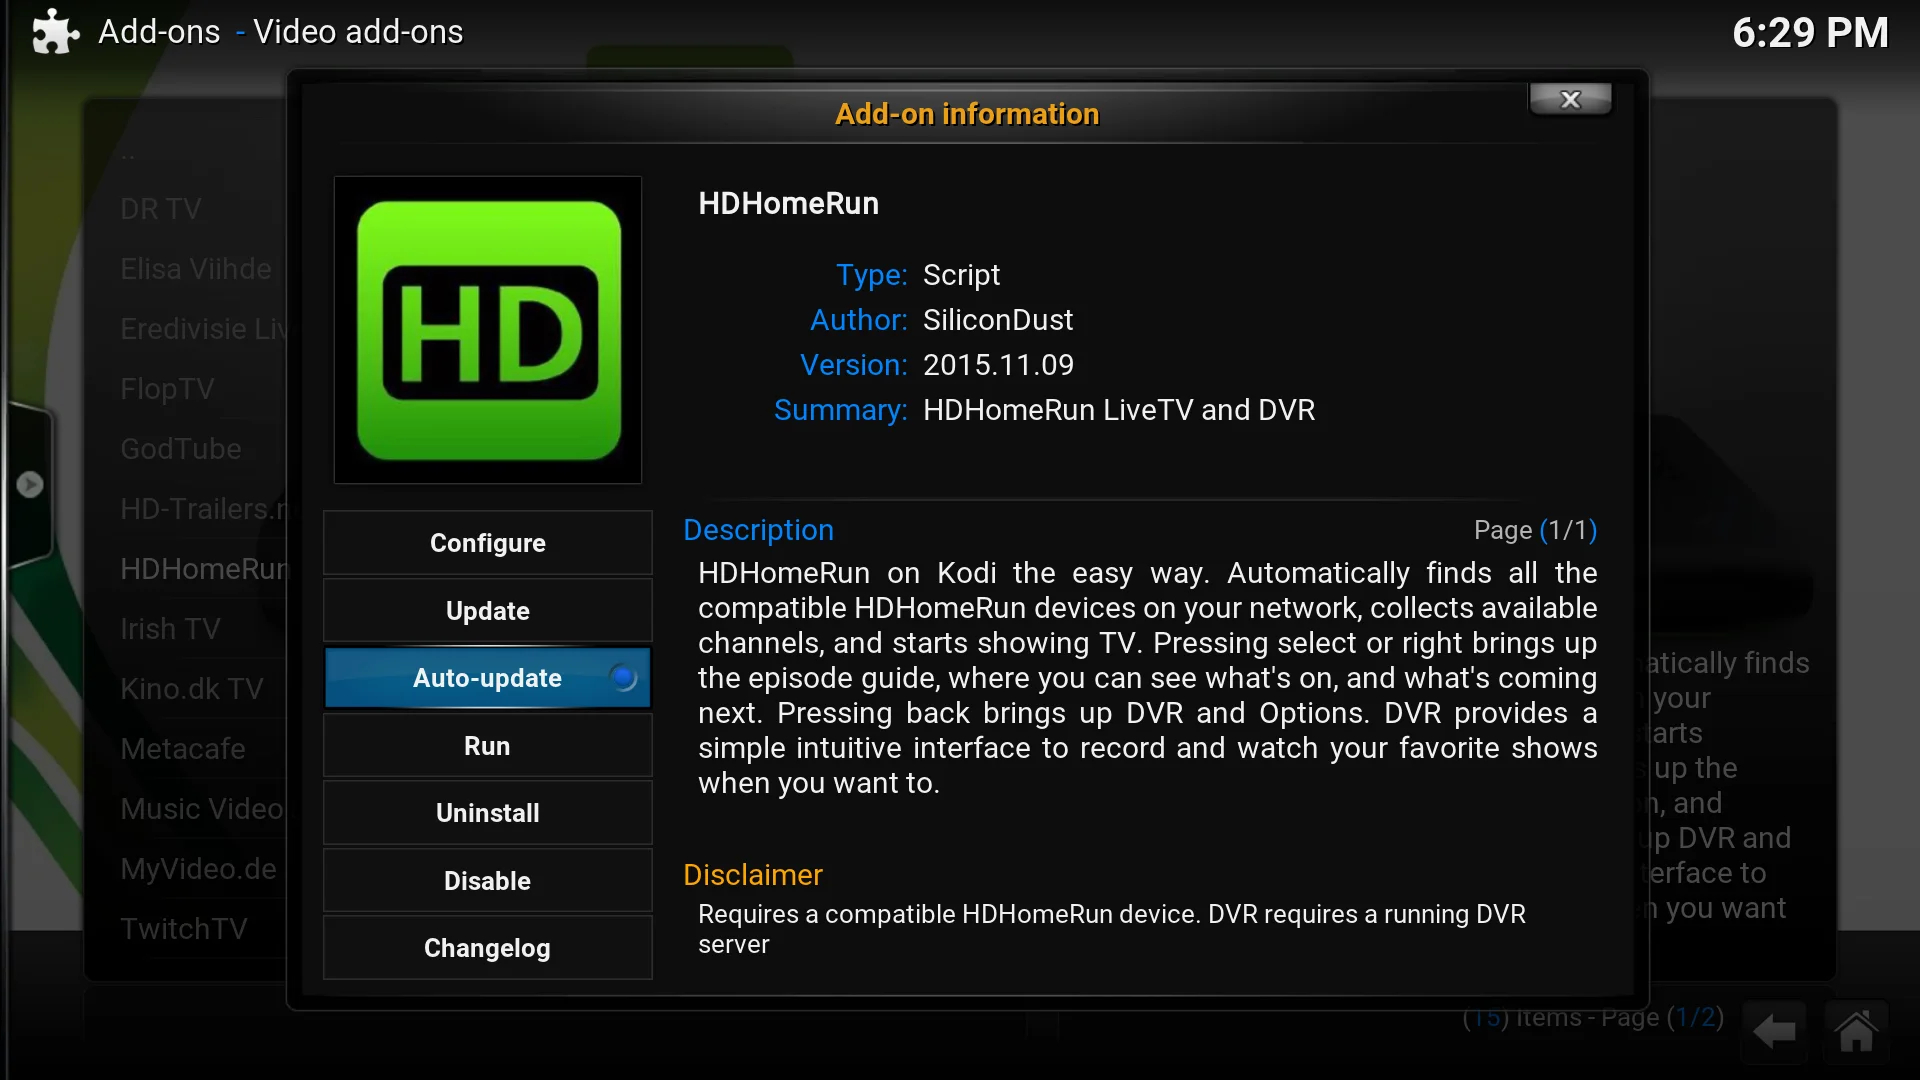 Add-ons - Video add-ons
6:29 PM
Add-on information
X
..
DR TV
Elisa Viihde
Eredivisie Liv
FlopTV
GodTube
HD-Trailers.n
HDHomeRun
Irish TV
Kino.dk TV
Metacafe
Music Video
MyVideo.de
TwitchTV
HD
Configure
Update
Auto-update
Run
Uninstall
Disable
Changelog
HDHomeRun
Type: Script
Author: SiliconDust
Version: 2015.11.09
Summary: HDHomeRun LiveTV and DVR
Description
Page (1/1)
HDHomeRun on Kodi the easy way. Automatically finds all the
compatible HDHomeRun devices on your network, collects available
channels, and starts showing TV. Pressing select or right brings up
the episode guide, where you can see what's on, and what's coming
next. Pressing back brings up DVR and Options. DVR provides a
simple intuitive interface to record and watch your favorite shows
when you want to.
Disclaimer
Requires a compatible HDHomeRun device. DVR requires a running DVR
server
atically finds
your
tarts
s up the
n, and
up DVR and
terface to
n you want
(15) Items - Page (1/2)